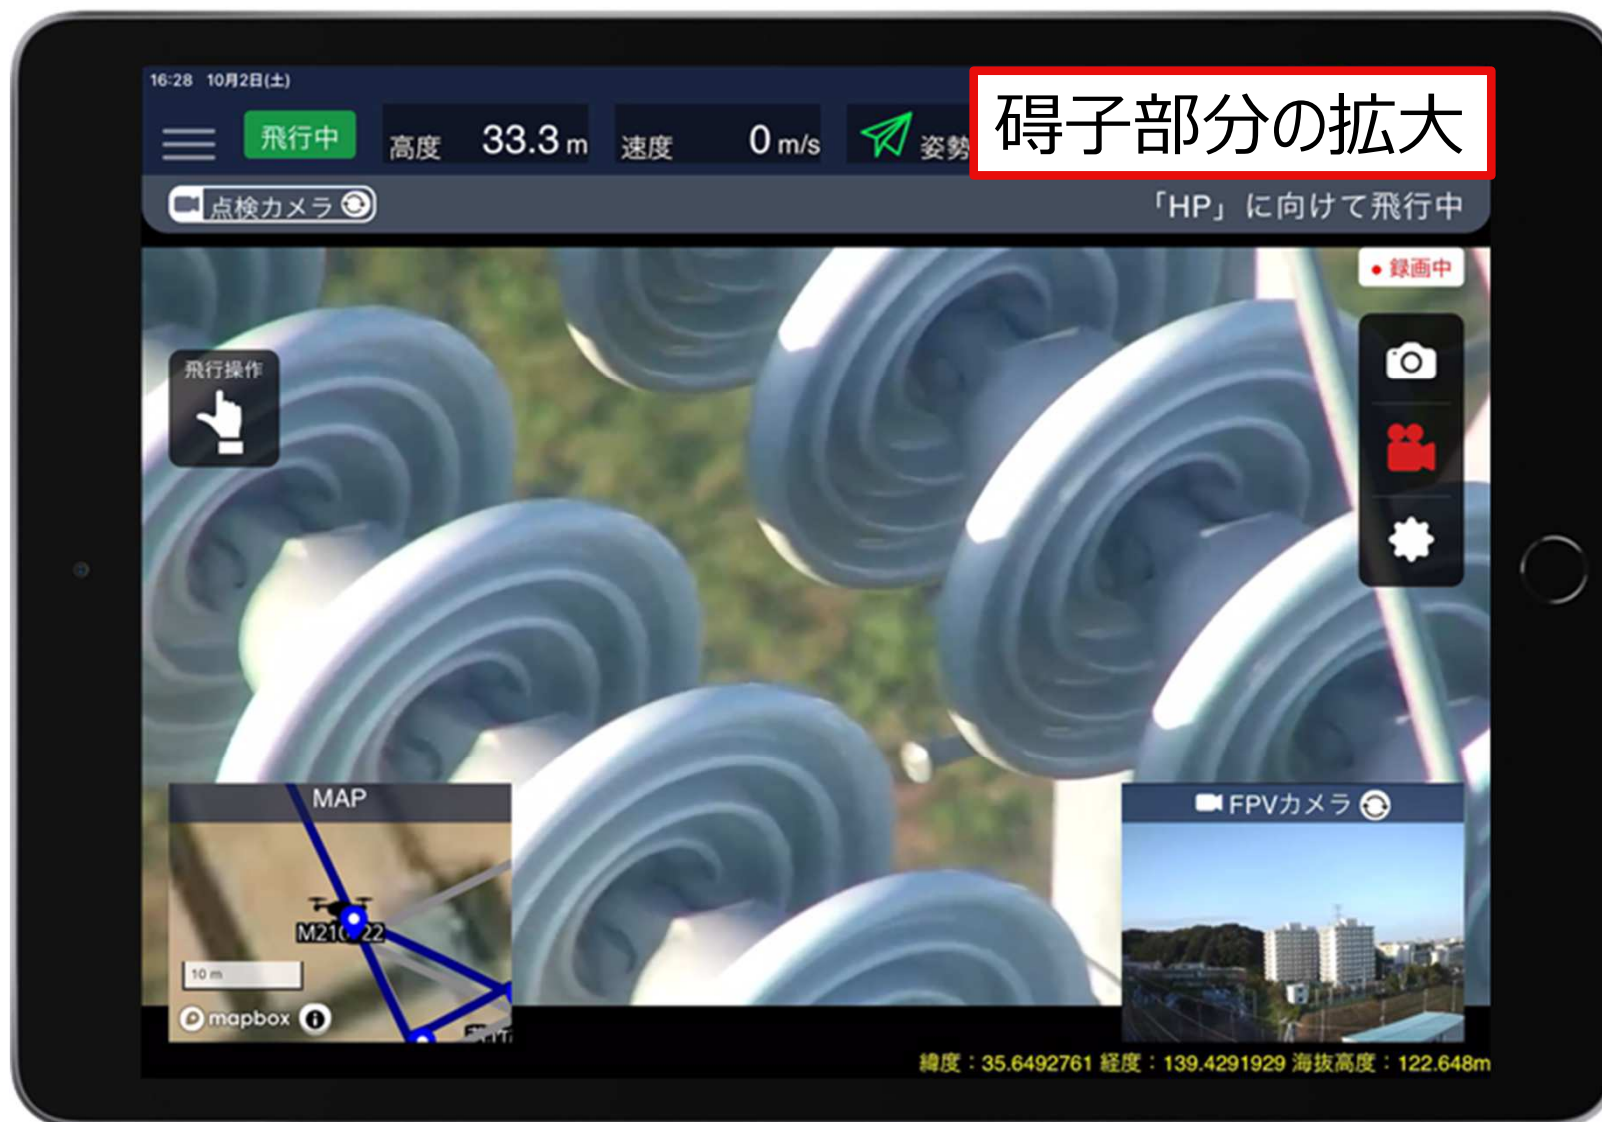 16:28 10月2日(土)
飛行中
高度 33.3 m
速度 0 m/s
姿勢
碍子部分の拡大
点検カメラ
「HP」に向けて飛行中
録画中
飛行操作
MAP
10 m
mapbox
FPVカメラ
緯度：35.6492761 経度：139.4291929 海抜高度：122.648m